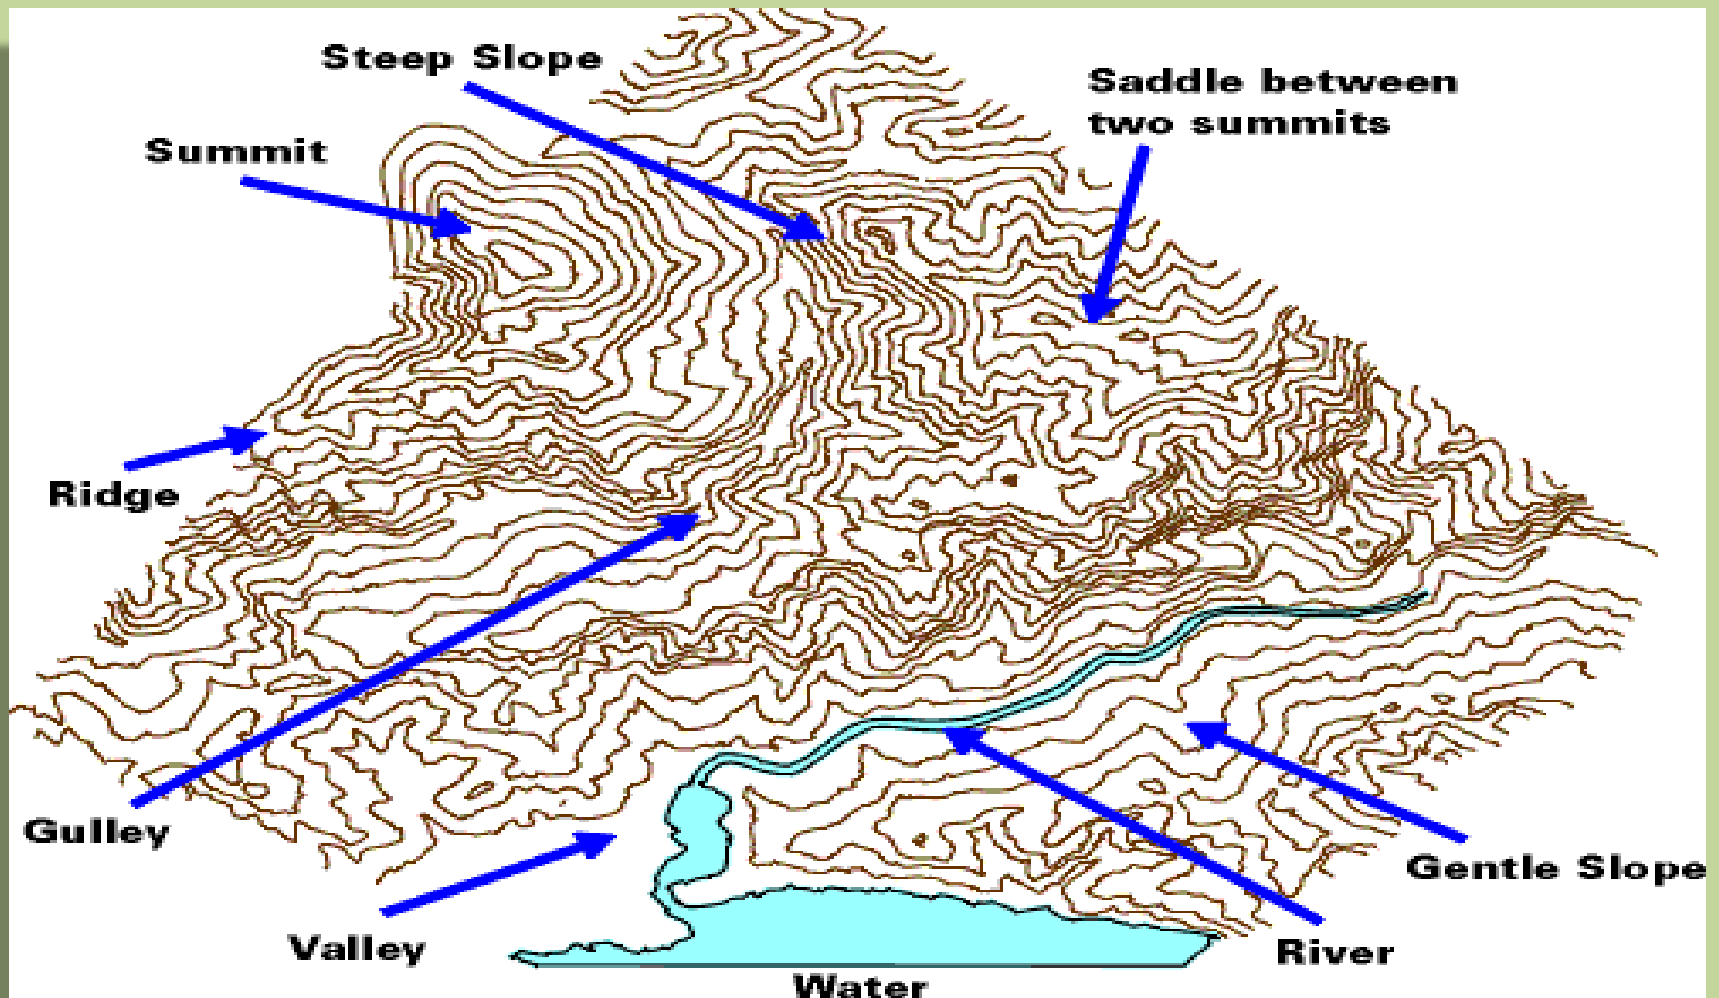 Steep Slope
Saddle between
two summits
Summit
Ridge
Gulley
Gentle Slope
Valley
River
Water